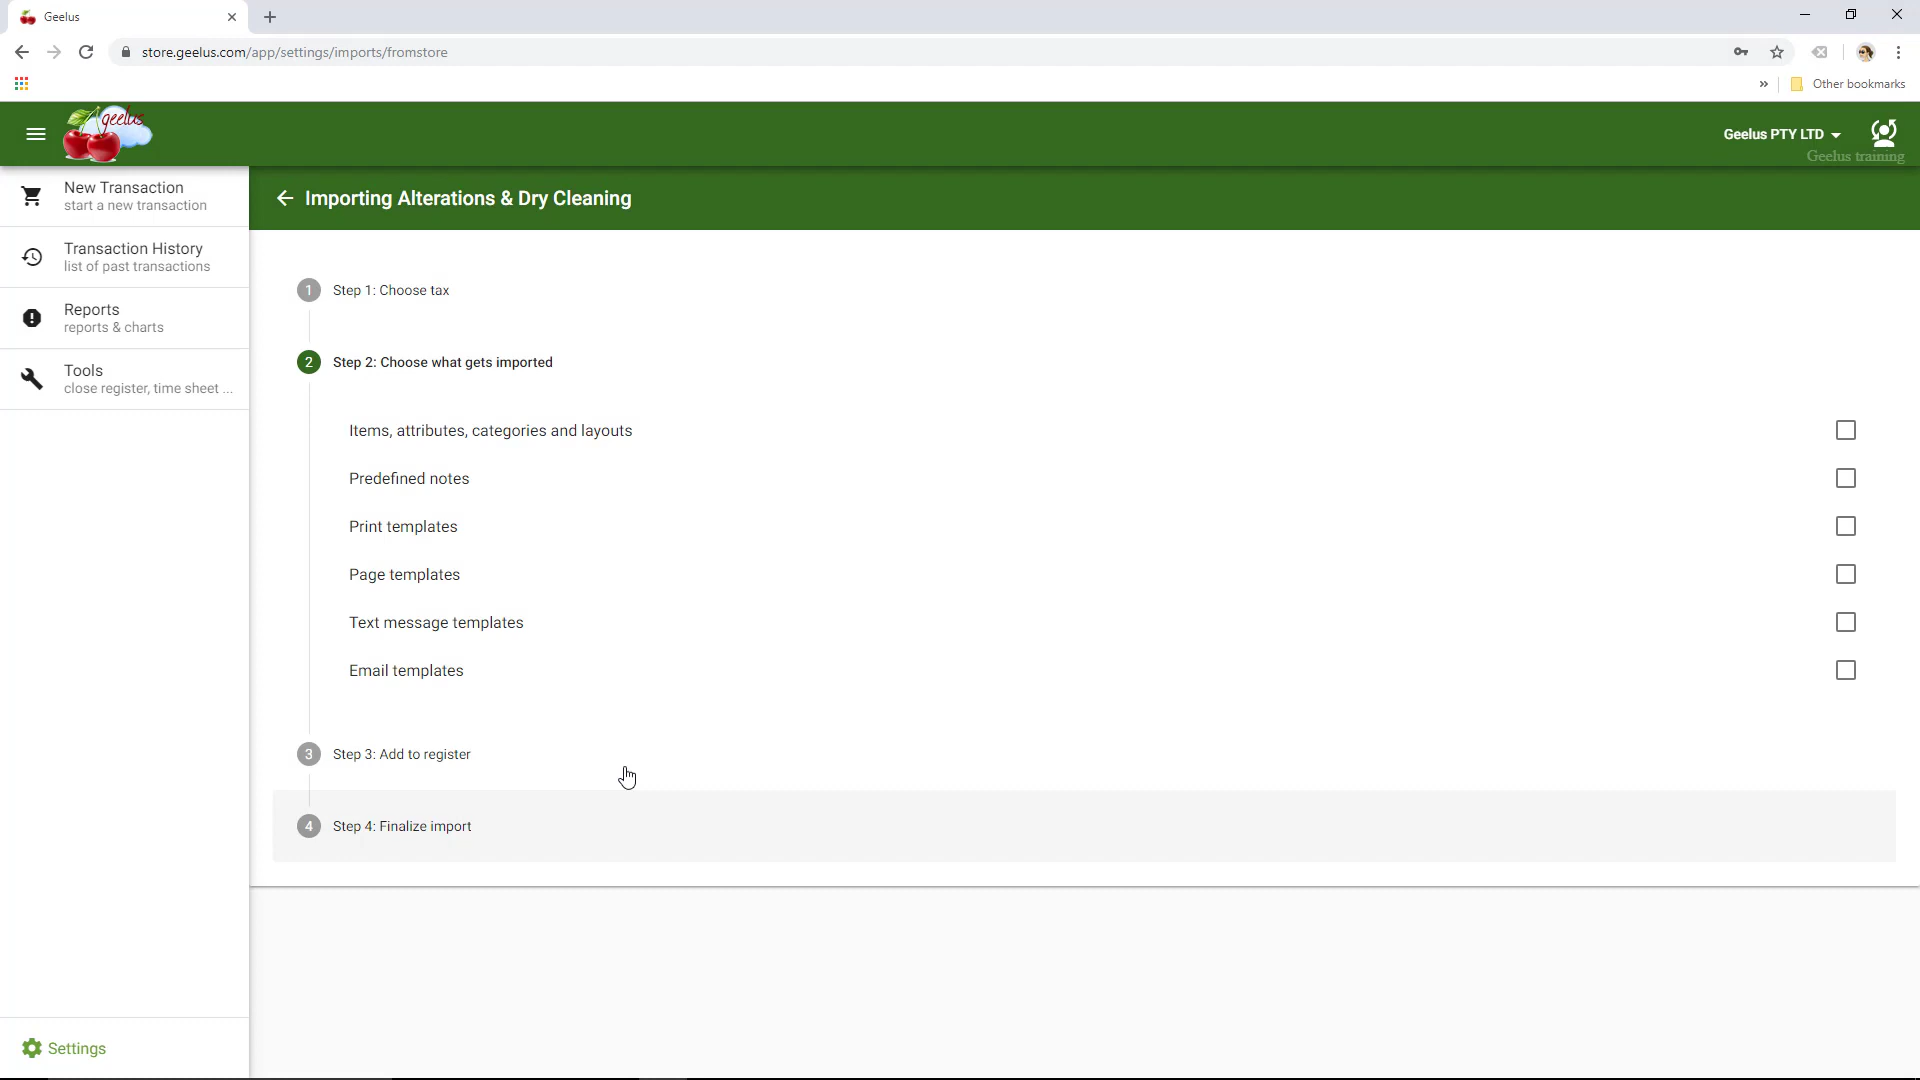 Geelus
store.geelus.com/app/settings/imports/fromstore
Other bookmarks
geelus
Geelus PTY LTD
Geelus training
New Transaction
start a new transaction
Importing Alterations & Dry Cleaning
Transaction History
list of past transactions
Reports
reports & charts
Tools
close register, time sheet ...
1 Step 1: Choose tax
2 Step 2: Choose what gets imported
Items, attributes, categories and layouts
Predefined notes
Print templates
Page templates
Text message templates
Email templates
3 Step 3: Add to register
4 Step 4: Finalize import
Settings